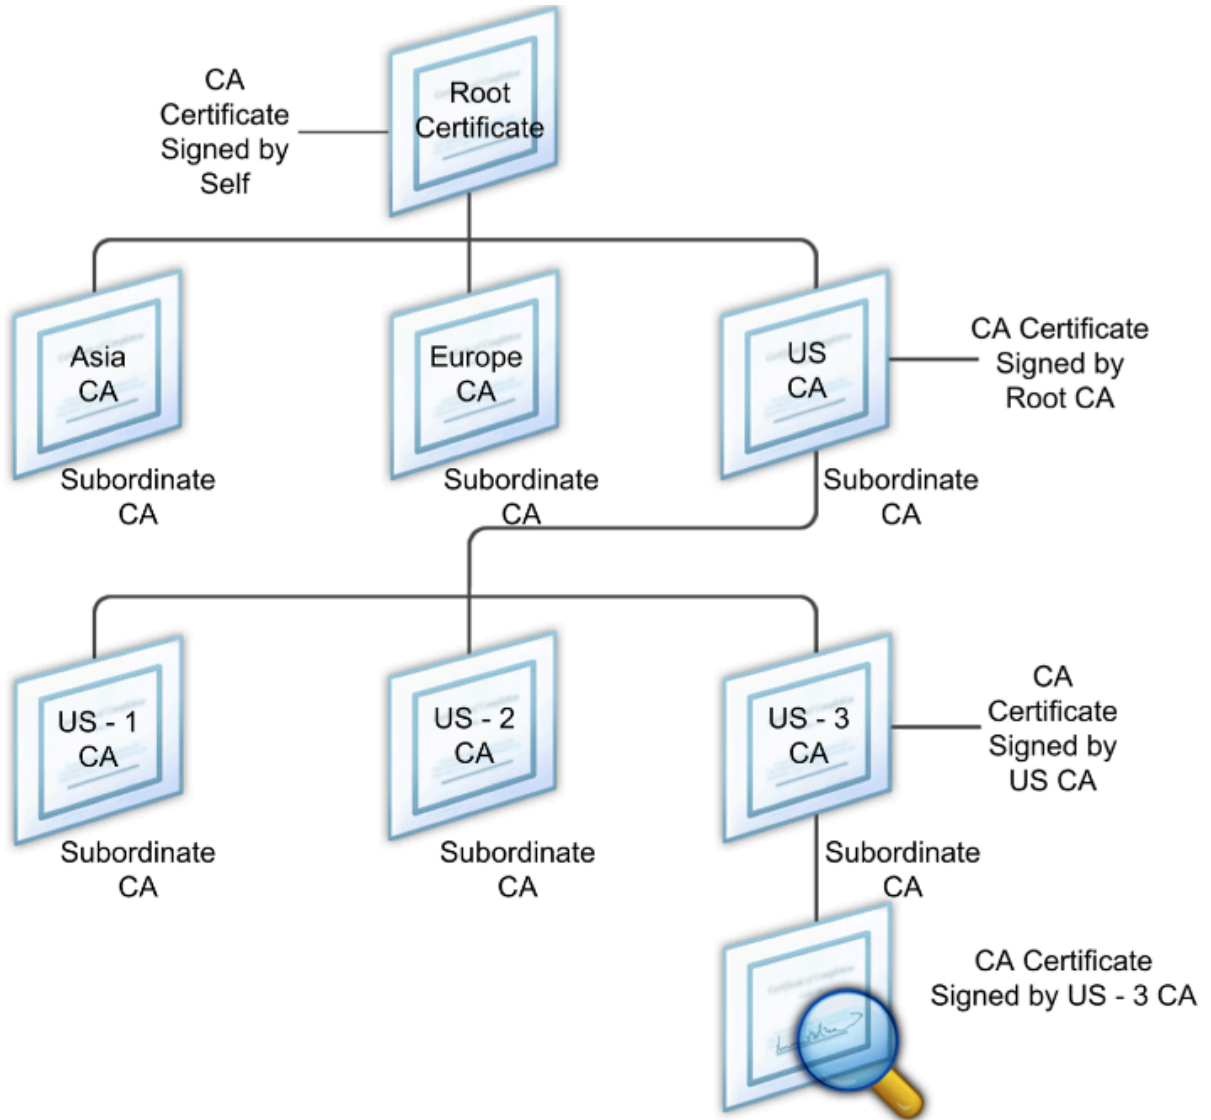 CA
Certificate
Signed by
Self
Root
Certificate
Asia
CA
Europe
CA
US
CA
CA Certificate
Signed by
Root CA
Subordinate
CA
Subordinate
CA
Subordinate
CA
US - 1
CA
US - 2
CA
US - 3
CA
CA
Certificate
Signed by
US CA
Subordinate
CA
Subordinate
CA
Subordinate
CA
CA Certificate
Signed by US - 3 CA